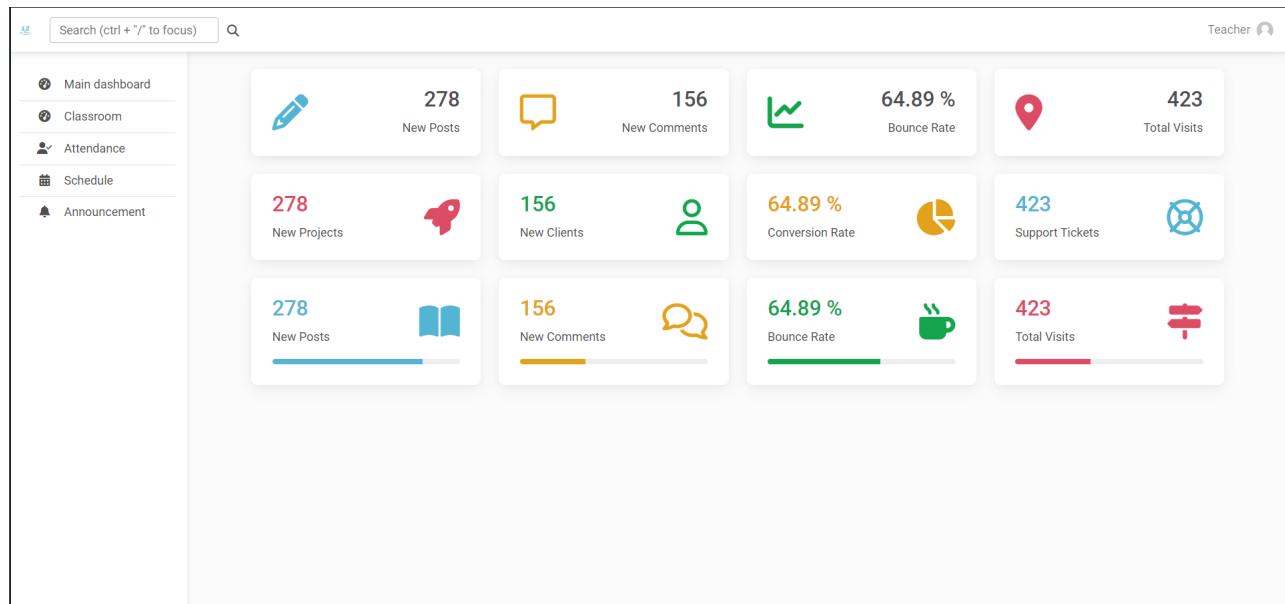 Search (ctrl + "/" to focus)
Teacher
Main dashboard
Classroom
Attendance
Schedule
Announcement
278
New Posts
156
New Comments
64.89 %
Bounce Rate
423
Total Visits
278
New Projects
156
New Clients
64.89 %
Conversion Rate
423
Support Tickets
278
New Posts
156
New Comments
64.89 %
Bounce Rate
423
Total Visits